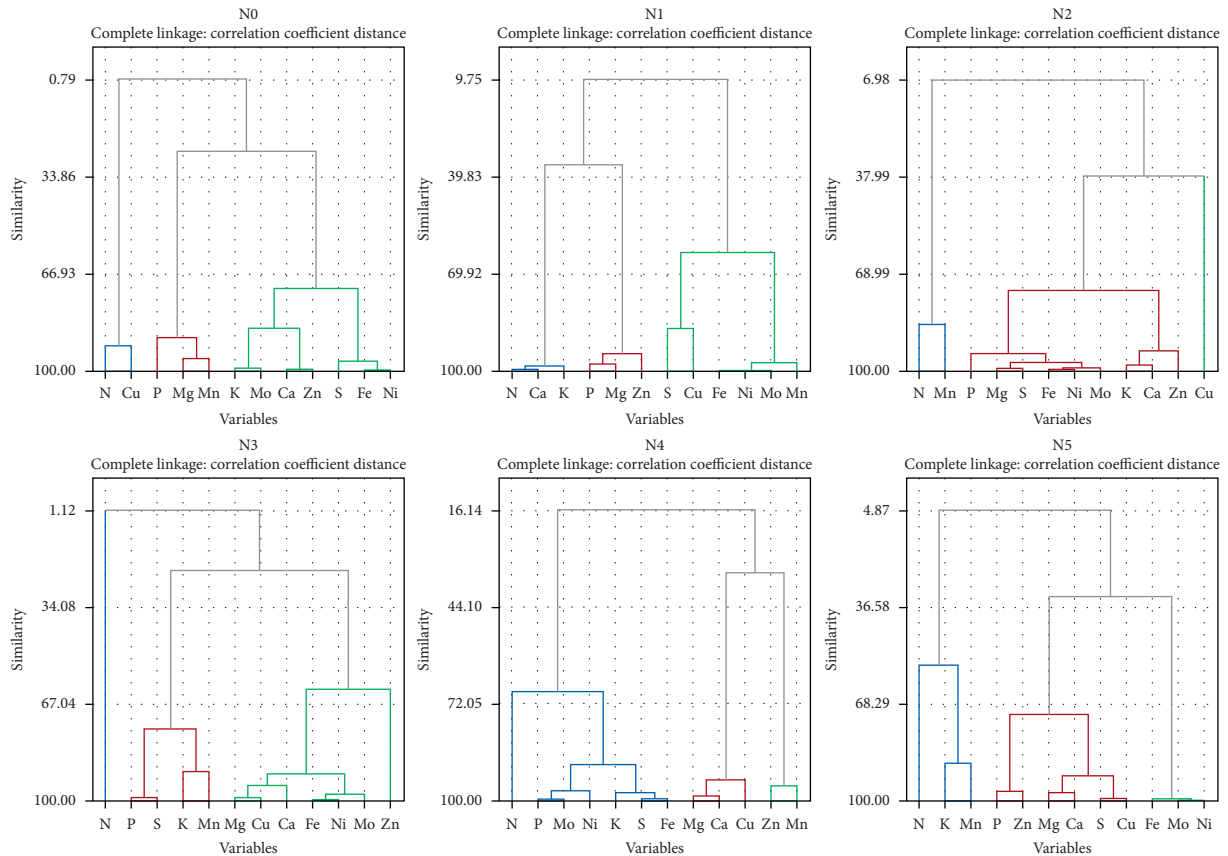 N0
Complete linkage: correlation coefficient distance
0.79
33.86
66.93
100.00
Similarity
N Cu P Mg Mn K Mo Ca Zn S Fe Ni
Variables
N1
Complete linkage: correlation coefficient distance
9.75
39.83
69.92
100.00
Similarity
N Ca K P Mg Zn S Cu Fe Ni Mo Mn
Variables
N2
Complete linkage: correlation coefficient distance
6.98
37.99
68.99
100.00
Similarity
N Mn P Mg S Fe Ni Mo K Ca Zn Cu
Variables
N3
Complete linkage: correlation coefficient distance
1.12
34.08
67.04
100.00
Similarity
N P S K Mn Mg Cu Ca Fe Ni Mo Zn
Variables
N4
Complete linkage: correlation coefficient distance
16.14
44.10
72.05
100.00
Similarity
N P Mo Ni K S Fe Mg Ca Cu Zn Mn
Variables
N5
Complete linkage: correlation coefficient distance
4.87
36.58
68.29
100.00
Similarity
N K Mn P Zn Mg Ca S Cu Fe Mo Ni
Variables